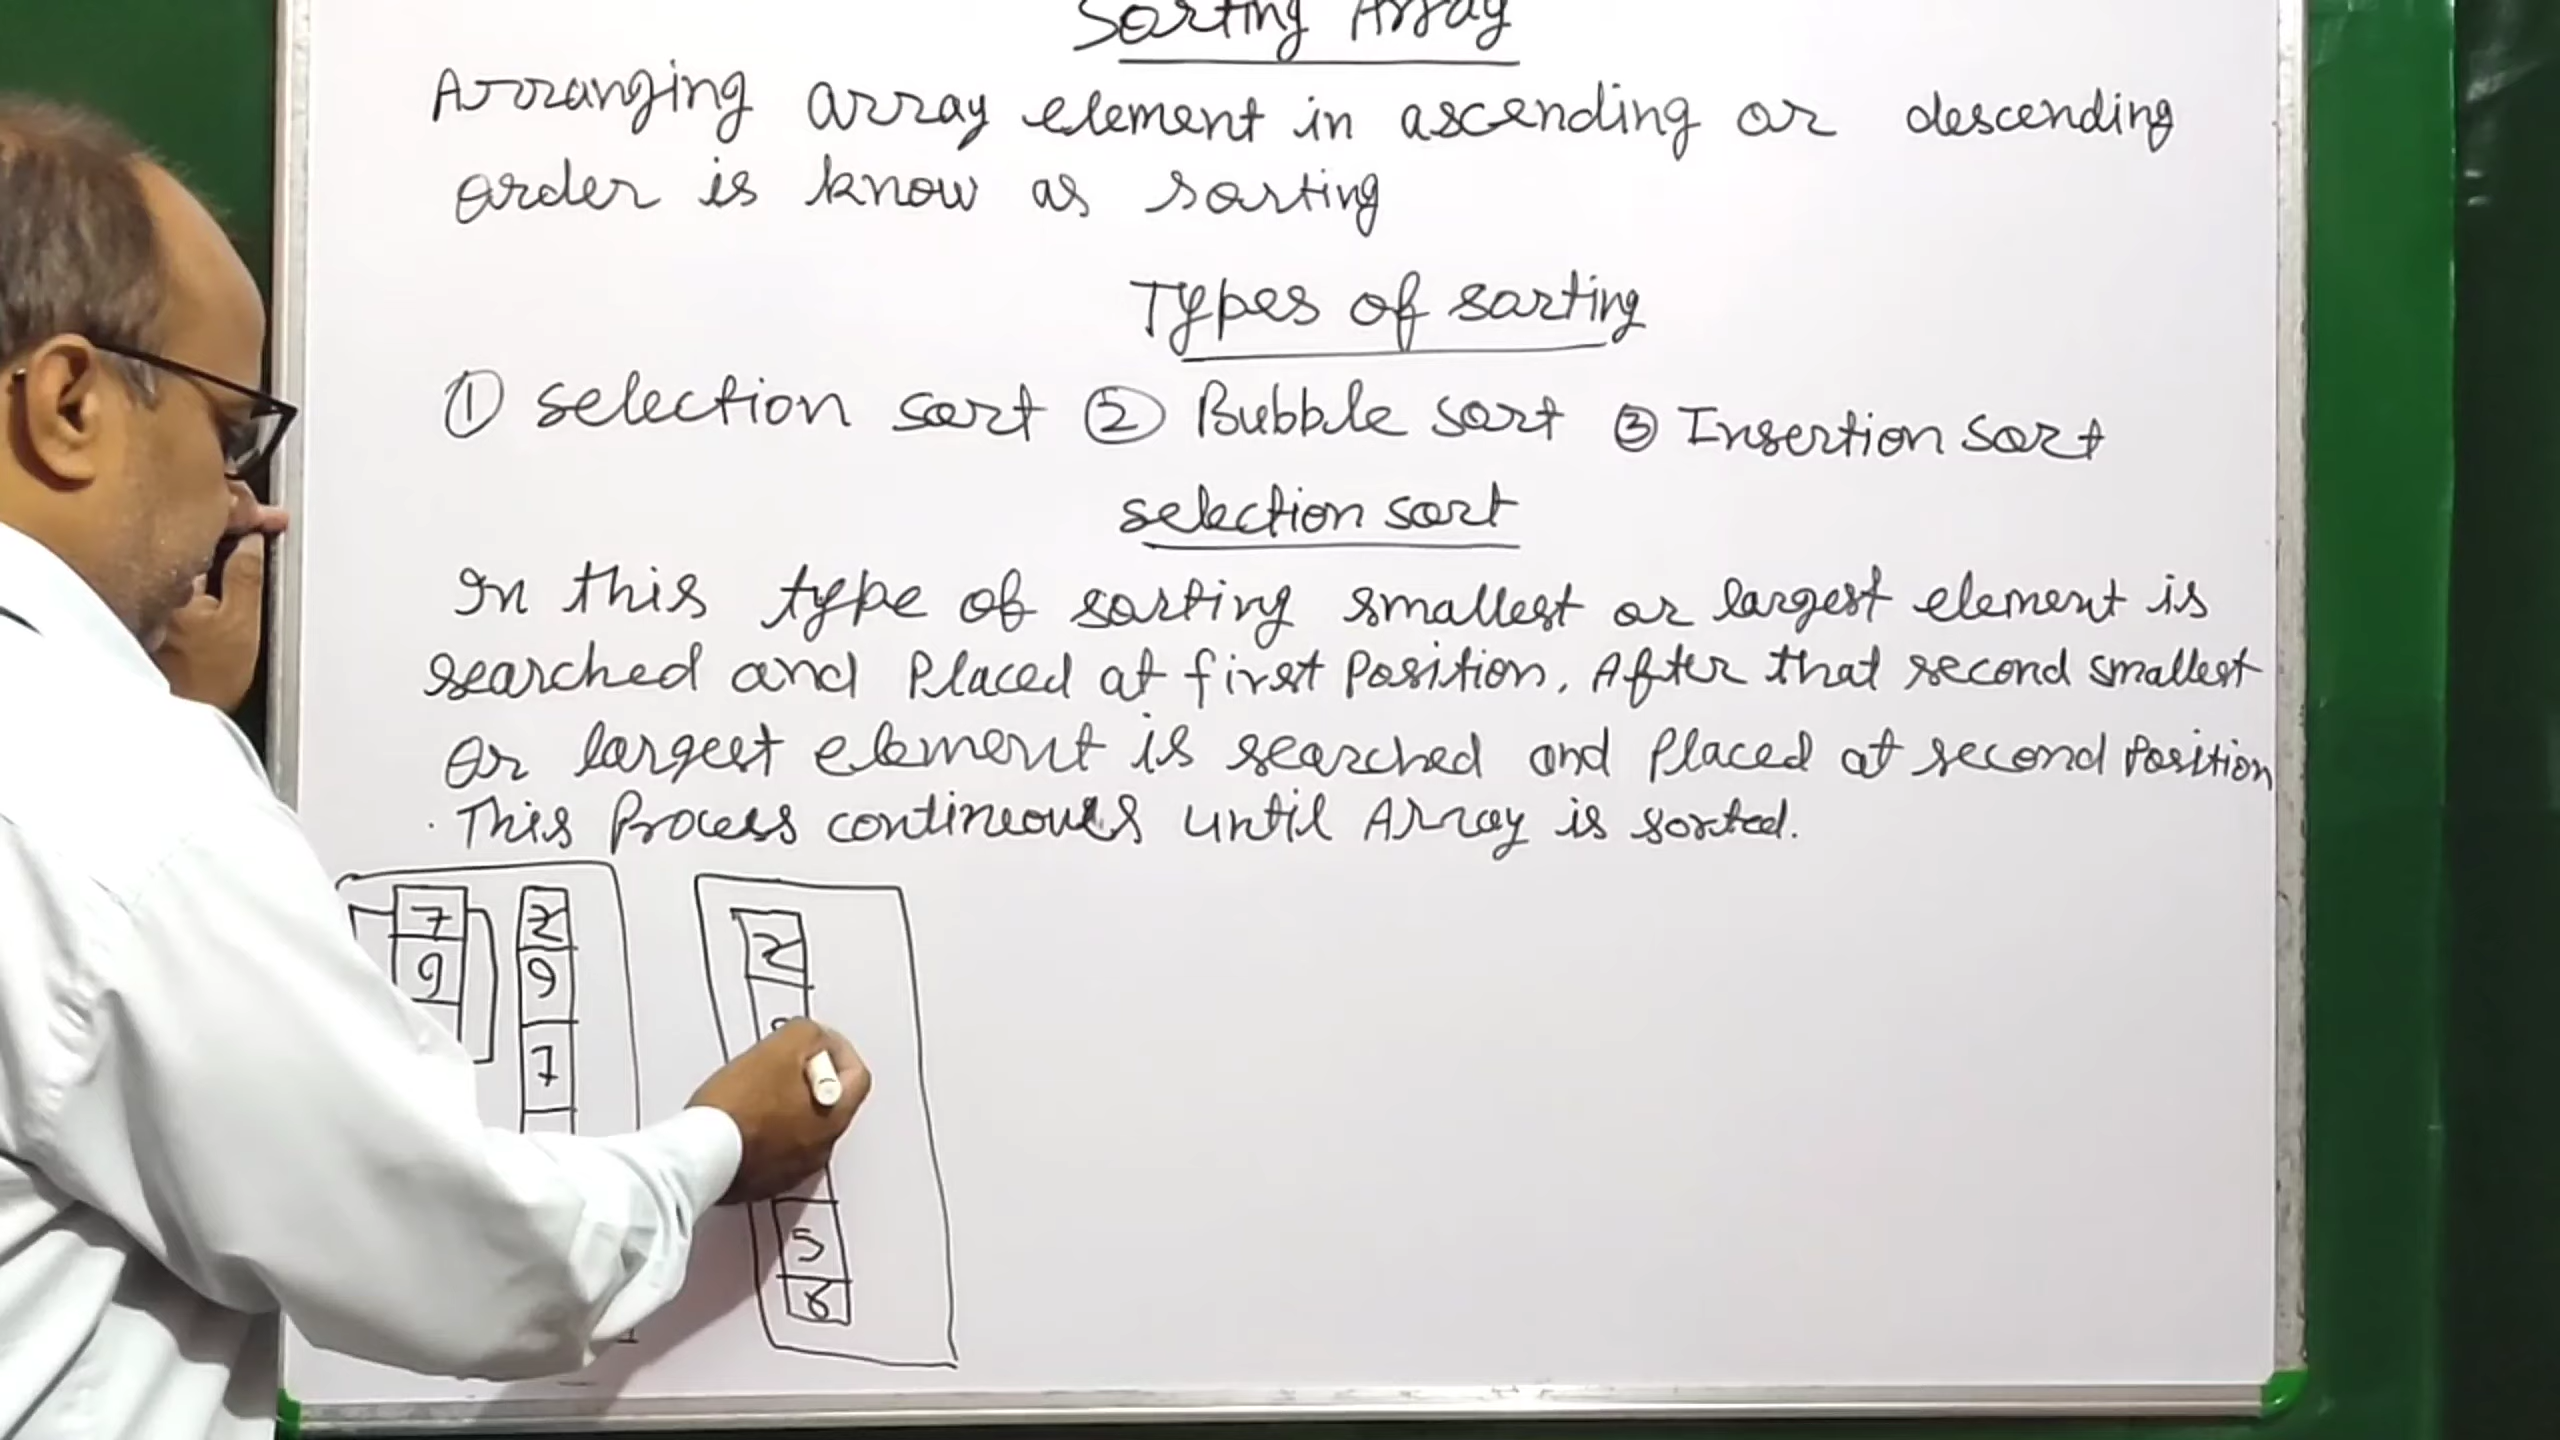 Sorting Array
Arranging array element in ascending or descending
order is know as sorting
Types of sorting
① selection sort ② Bubble sort ③ Insertion sort
selection sort
In this type of sorting smallest or largest element is
searched and Placed at first Position. After that second smallest
or largest element is searched and Placed at second Position
. This Process continueous until Array is sorted.
7
9
2
9
7
2
5
8